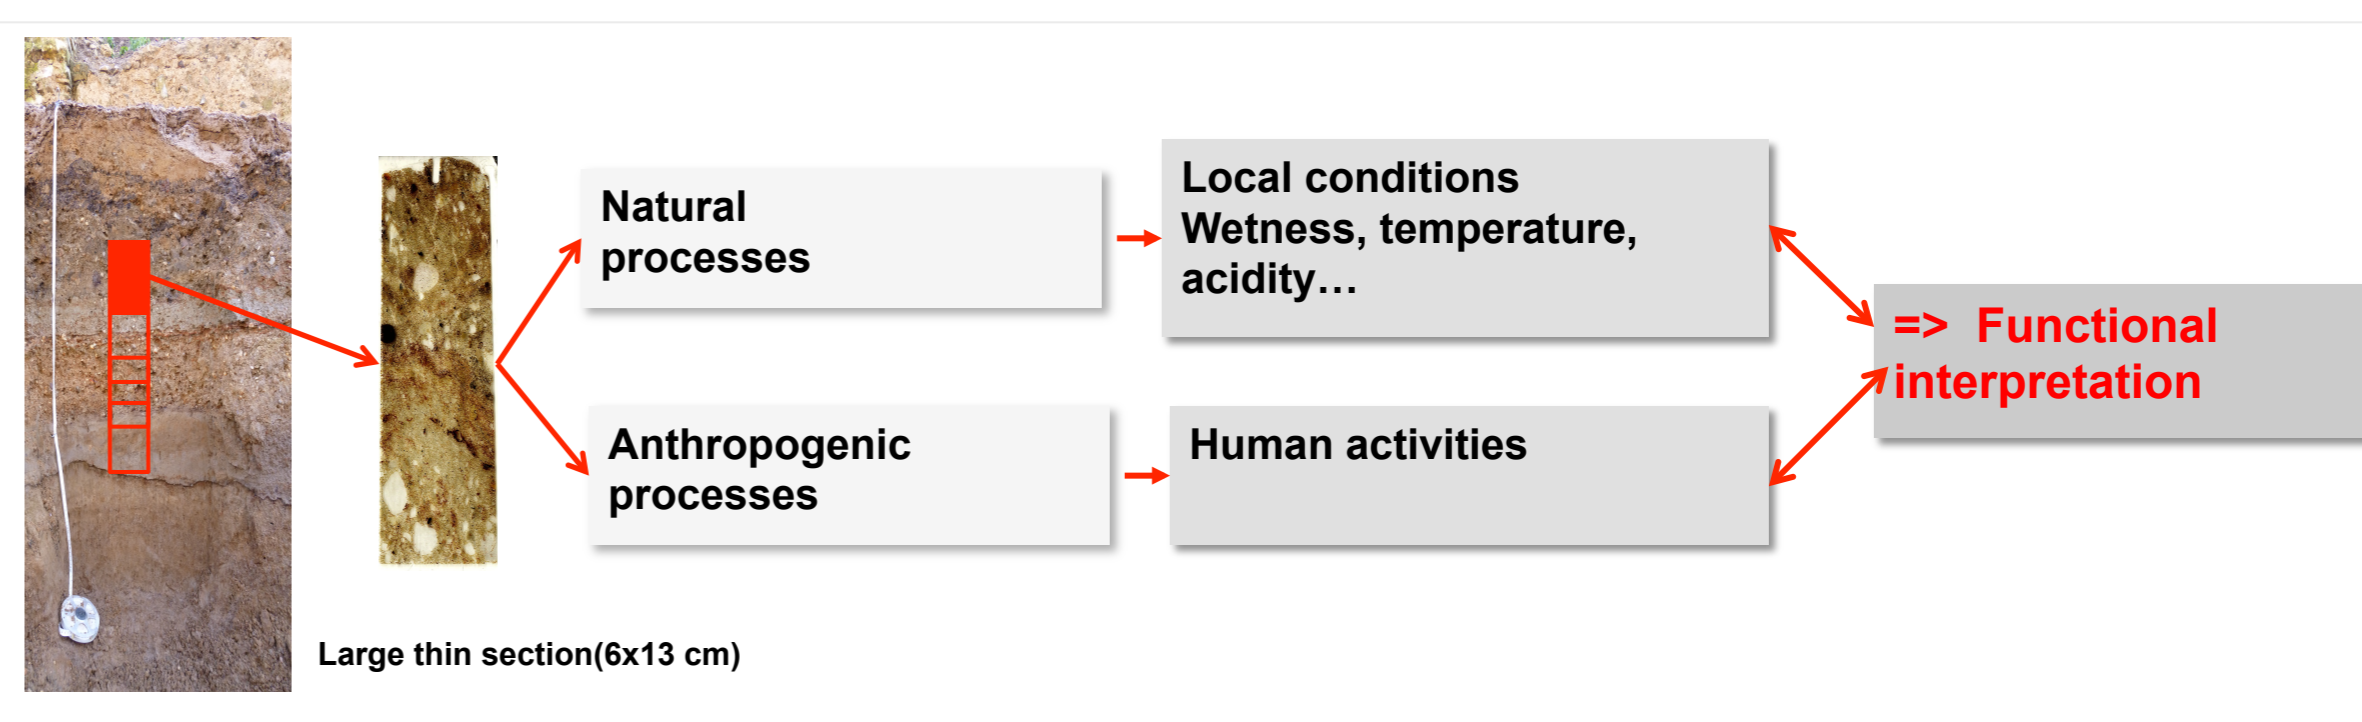 Natural
processes
Local conditions
Wetness, temperature,
acidity…
=> Functional
interpretation
Anthropogenic
processes
Human activities
Large thin section(6x13 cm)